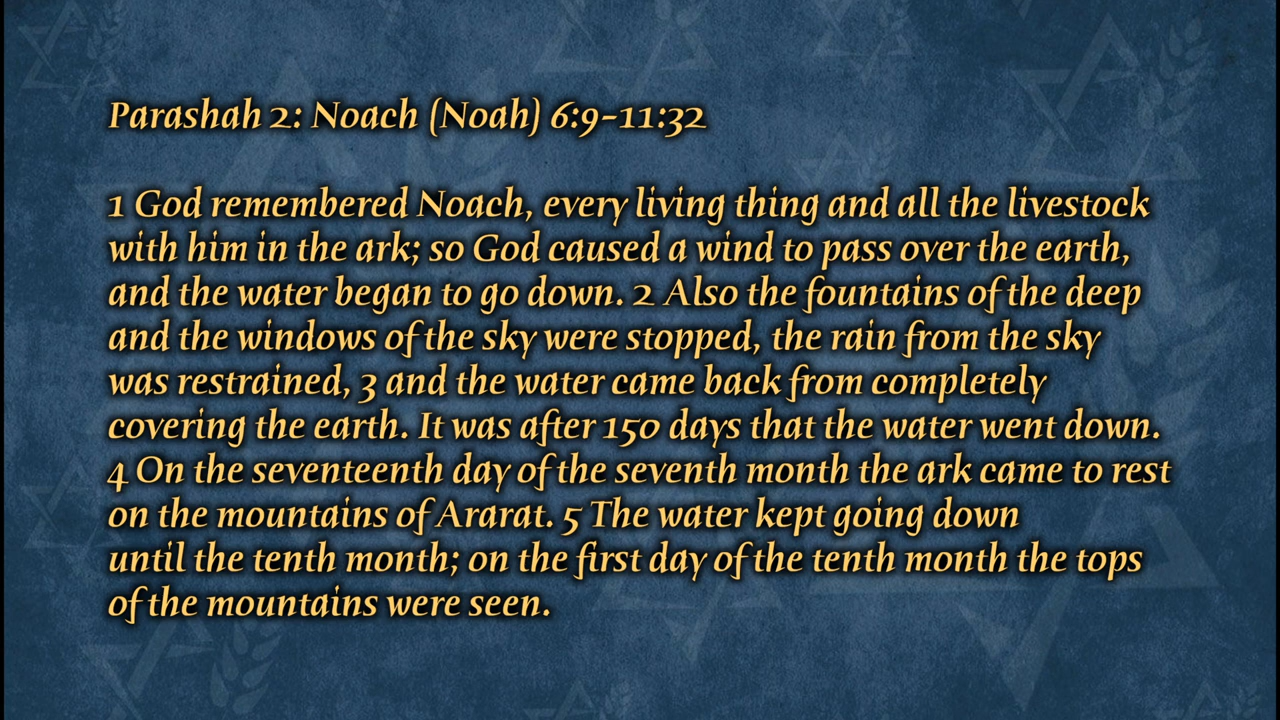 Parashah 2: Noach (Noah) 6:9-11:32
1 God remembered Noach, every living thing and all the livestock
with him in the ark; so God caused a wind to pass over the earth,
and the water began to go down. 2 Also the fountains of the deep
and the windows of the sky were stopped, the rain from the sky
was restrained, 3 and the water came back from completely
covering the earth. It was after 150 days that the water went down.
4 On the seventeenth day of the seventh month the ark came to rest
on the mountains of Ararat. 5 The water kept going down
until the tenth month; on the first day of the tenth month the tops
of the mountains were seen.